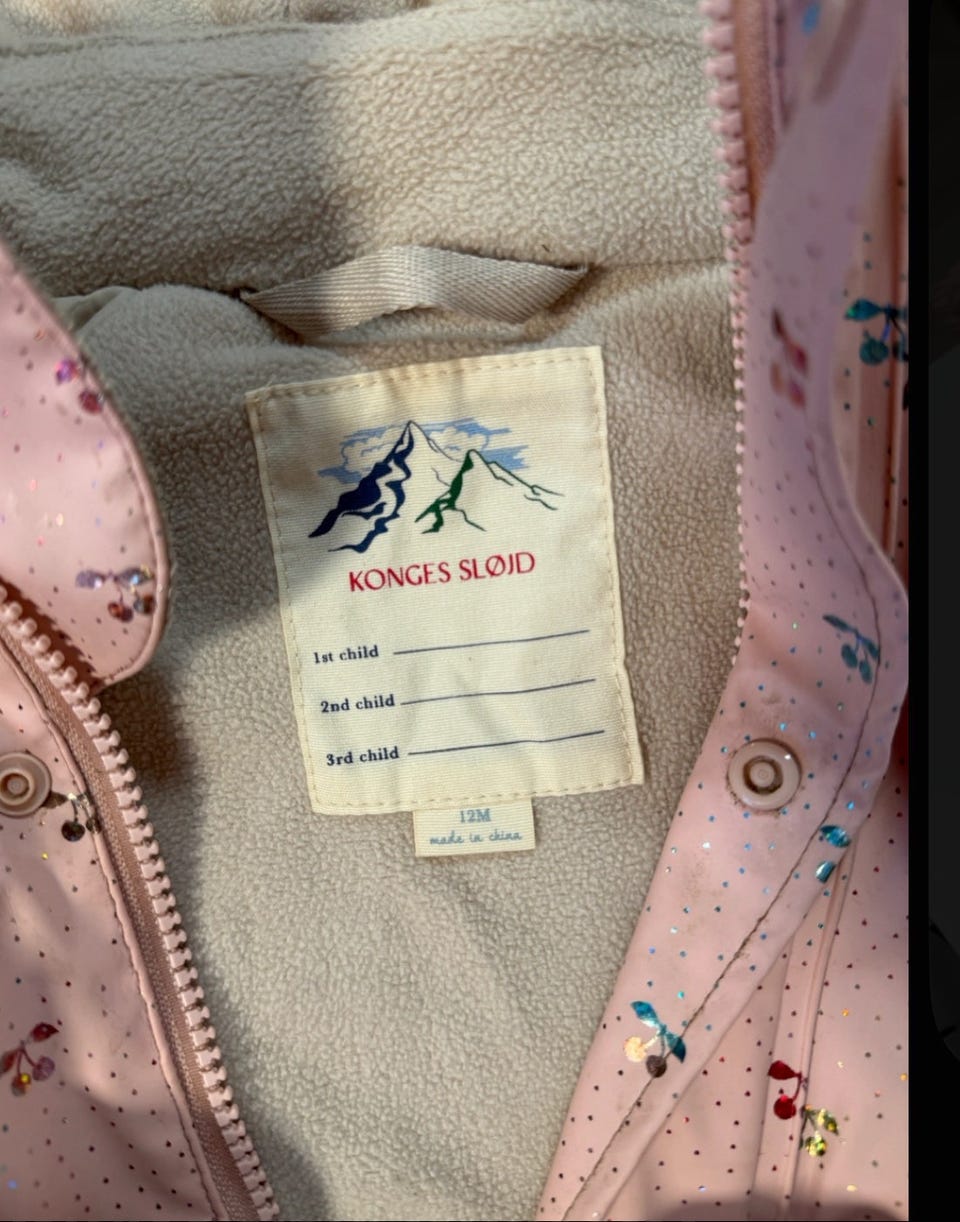 KONGES SLØJD
1st child
2nd child
3rd child
12M
made in china